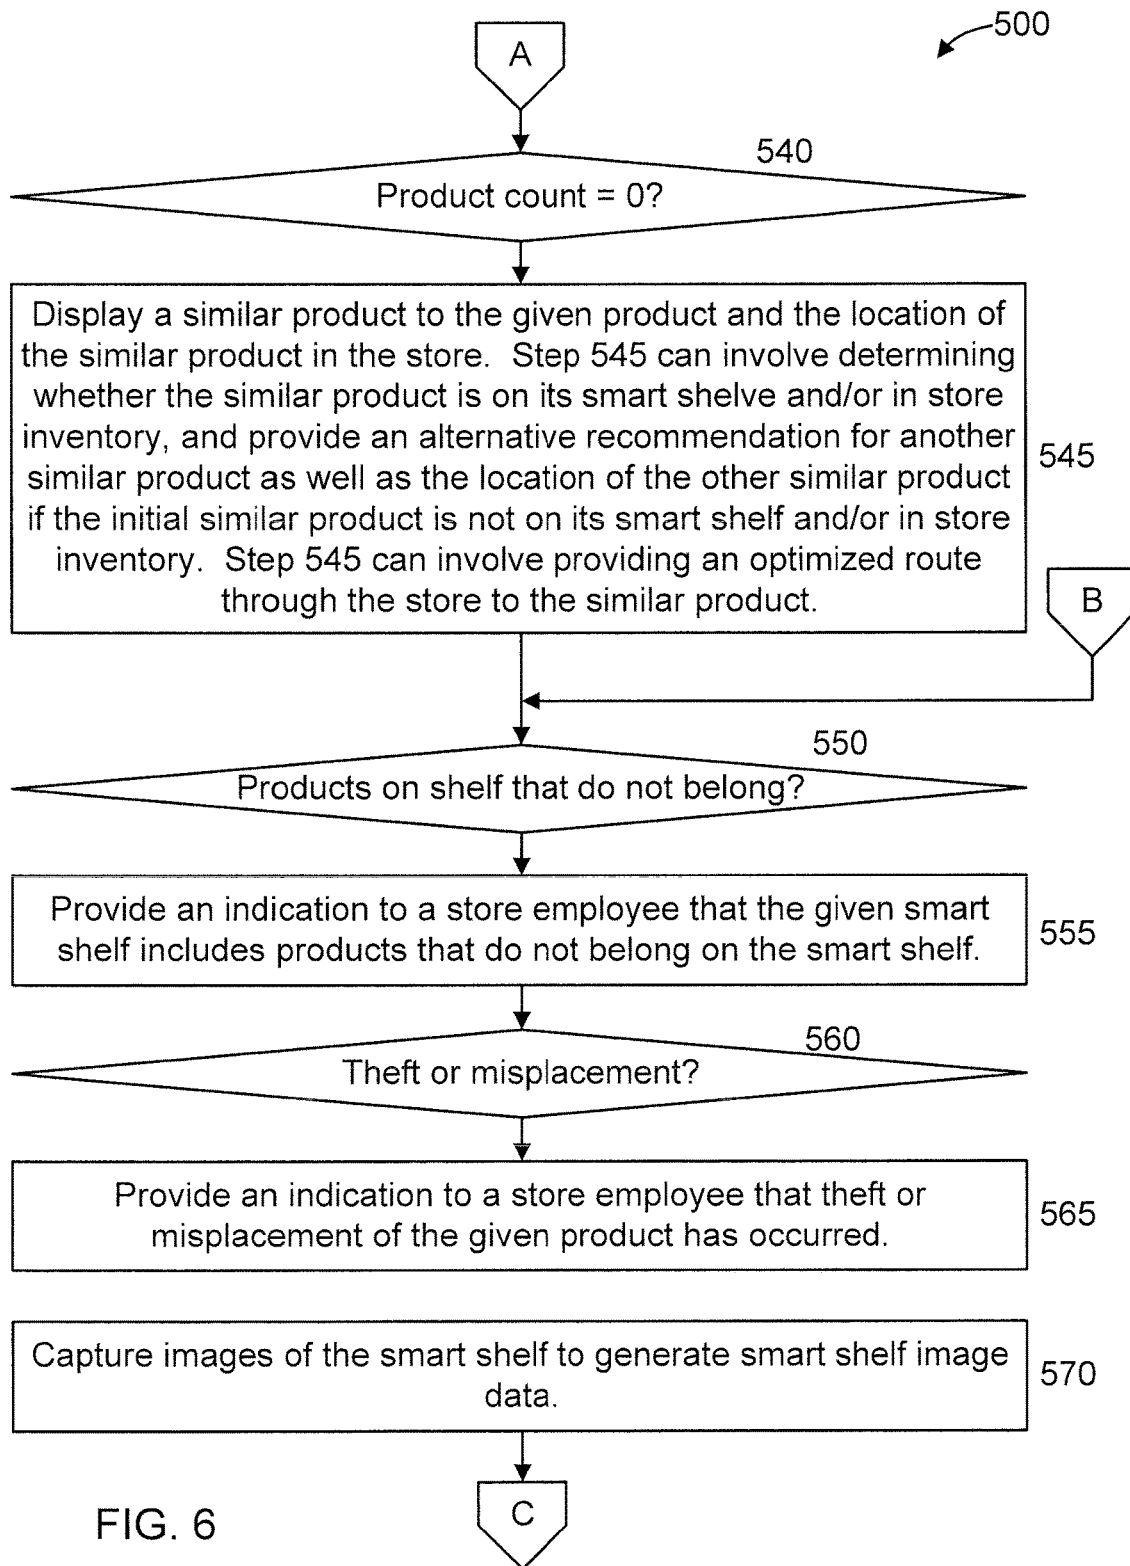 500
A
540
Product count = 0?
Display a similar product to the given product and the location of
the similar product in the store. Step 545 can involve determining
whether the similar product is on its smart shelve and/or in store
inventory, and provide an alternative recommendation for another
similar product as well as the location of the other similar product
if the initial similar product is not on its smart shelf and/or in store
inventory. Step 545 can involve providing an optimized route
through the store to the similar product.
545
B
550
Products on shelf that do not belong?
Provide an indication to a store employee that the given smart
shelf includes products that do not belong on the smart shelf.
555
560
Theft or misplacement?
Provide an indication to a store employee that theft or
misplacement of the given product has occurred.
565
Capture images of the smart shelf to generate smart shelf image
data.
570
C
FIG. 6